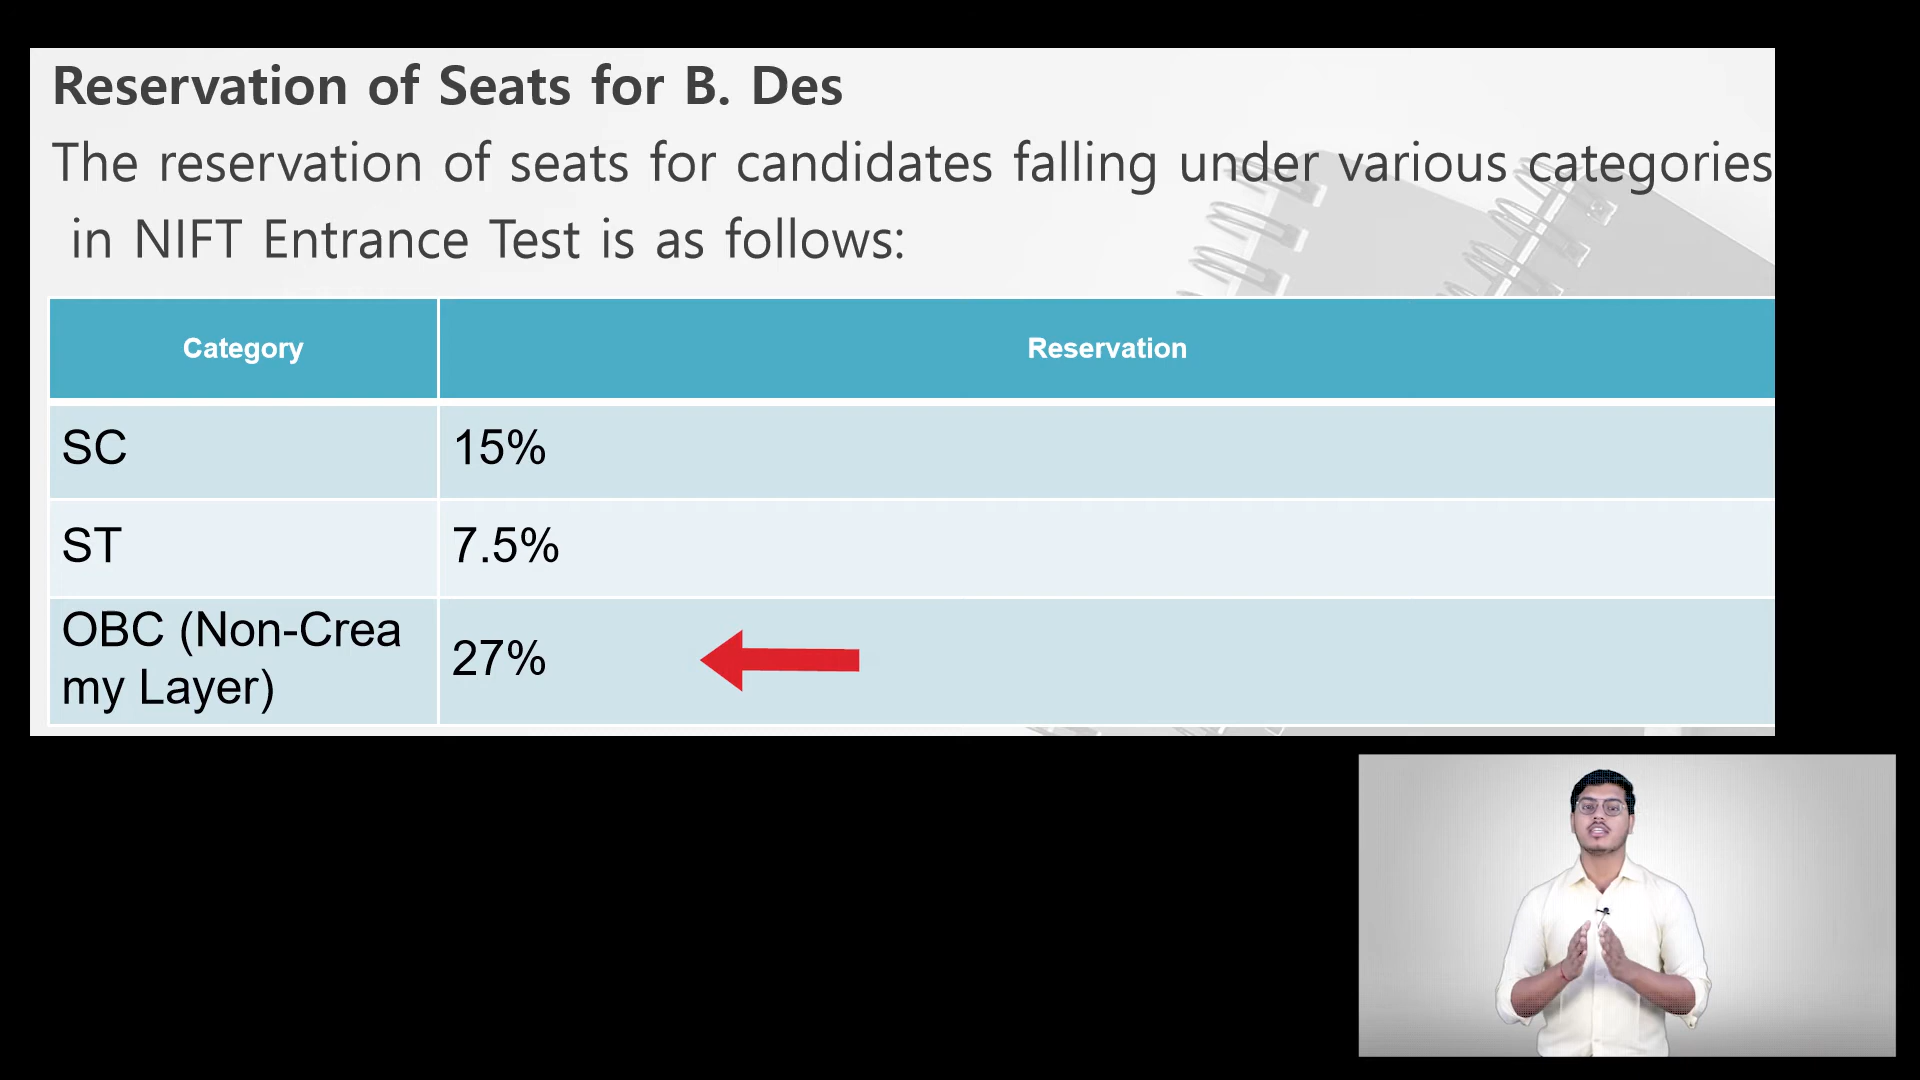 Reservation of Seats for B. Des
The reservation of seats for candidates falling under various categories
in NIFT Entrance Test is as follows:
Category Reservation
SC 15%
ST 7.5%
OBC (Non-Crea
my Layer) 27%